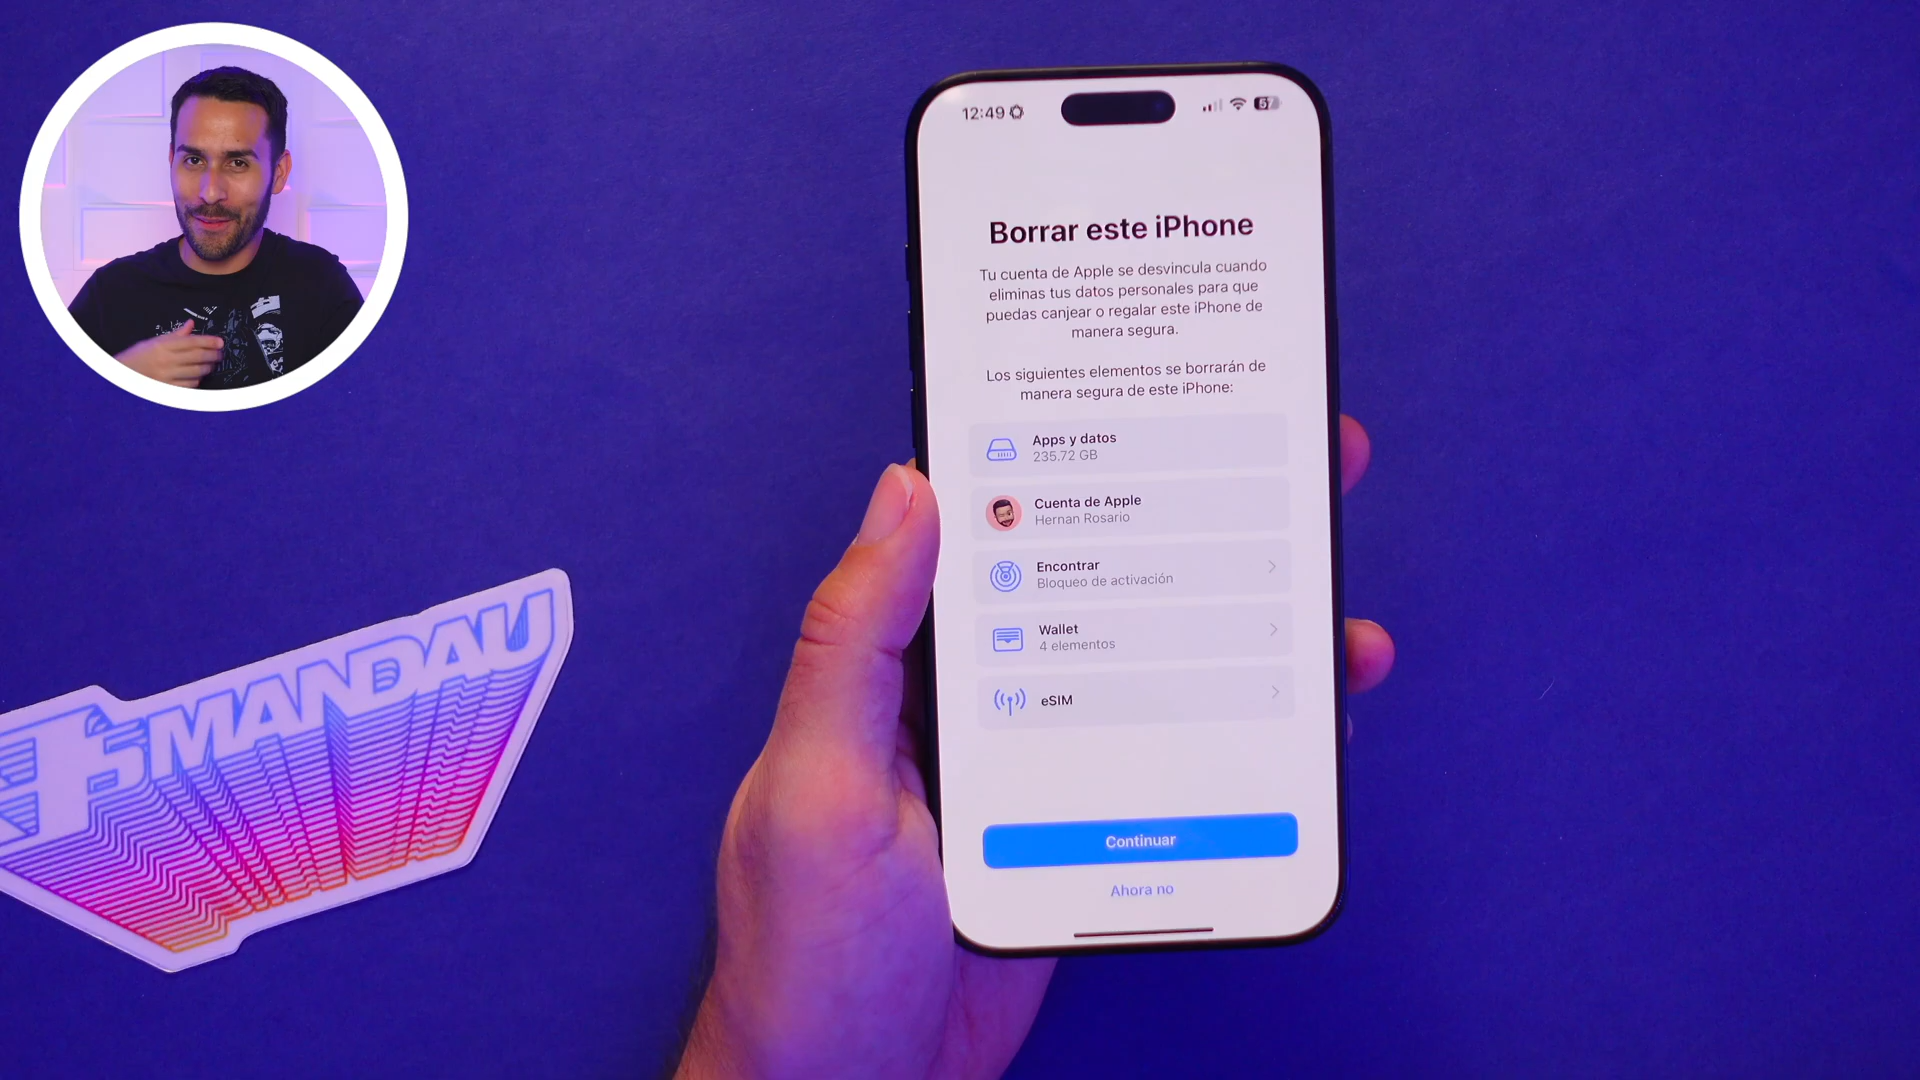 12:49
57
Borrar este iPhone
Tu cuenta de Apple se desvincula cuando
eliminas tus datos personales para que
puedas canjear o regalar este iPhone de
manera segura.
Los siguientes elementos se borrarán de
manera segura de este iPhone:
Apps y datos
235.72 GB
Cuenta de Apple
Hernan Rosario
Encontrar
Bloqueo de activación
Wallet
4 elementos
eSIM
Continuar
Ahora no
SMANDAU